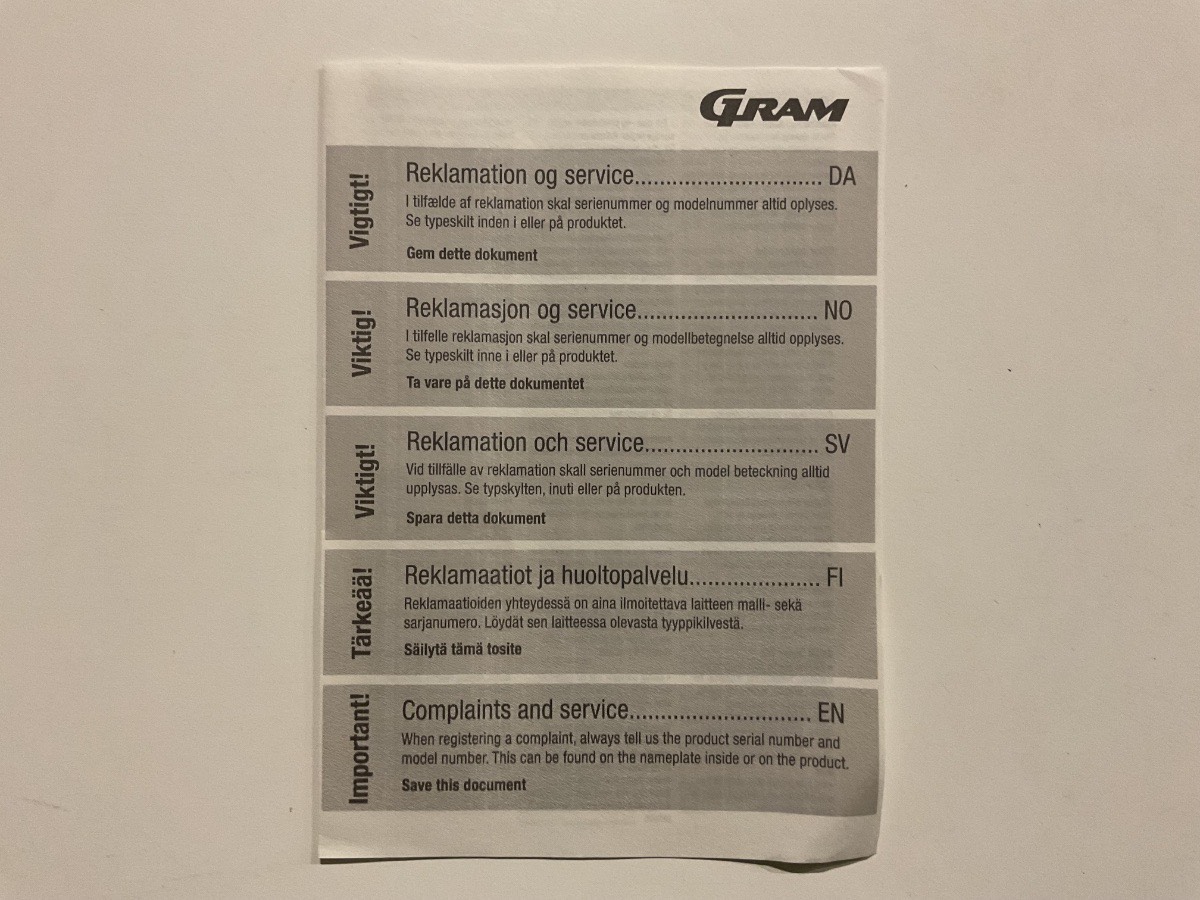 GRAM
Vigtigt!
Reklamation og service.............................. DA
I tilfælde af reklamation skal serienummer og modelnummer altid oplyses.
Se typeskilt inden i eller på produktet.
Gem dette dokument
Viktig!
Reklamasjon og service............................. NO
I tilfelle reklamasjon skal serienummer og modellbetegnelse alltid opplyses.
Se typeskilt inne i eller på produktet.
Ta vare på dette dokumentet
Viktigt!
Reklamation och service............................ SV
Vid tillfälle av reklamation skall serienummer och model beteckning alltid
upplysas. Se typskylten, inuti eller på produkten.
Spara detta dokument
Tärkeää!
Reklamaatiot ja huoltopalvelu..................... FI
Reklamaatioiden yhteydessä on aina ilmoitettava laitteen malli- sekä
sarjanumero. Löydät sen laitteessa olevasta tyyppikilvestä.
Säilytä tämä tosite
Important!
Complaints and service............................. EN
When registering a complaint, always tell us the product serial number and
model number. This can be found on the nameplate inside or on the product.
Save this document